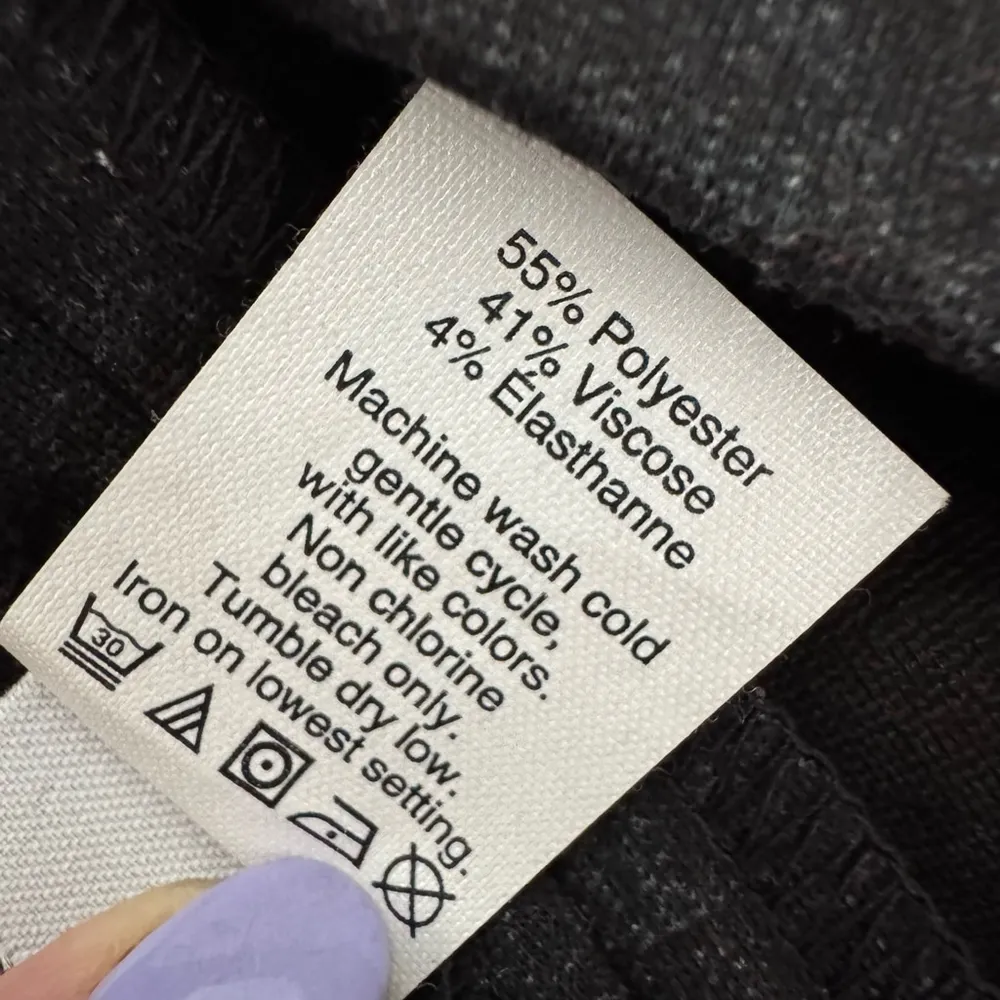 55% Polyester
41% Viscose
4% Élasthanne
Machine wash cold
gentle cycle,
with like colors.
Non chlorine
bleach only.
Tumble dry low.
Iron on lowest setting.
30